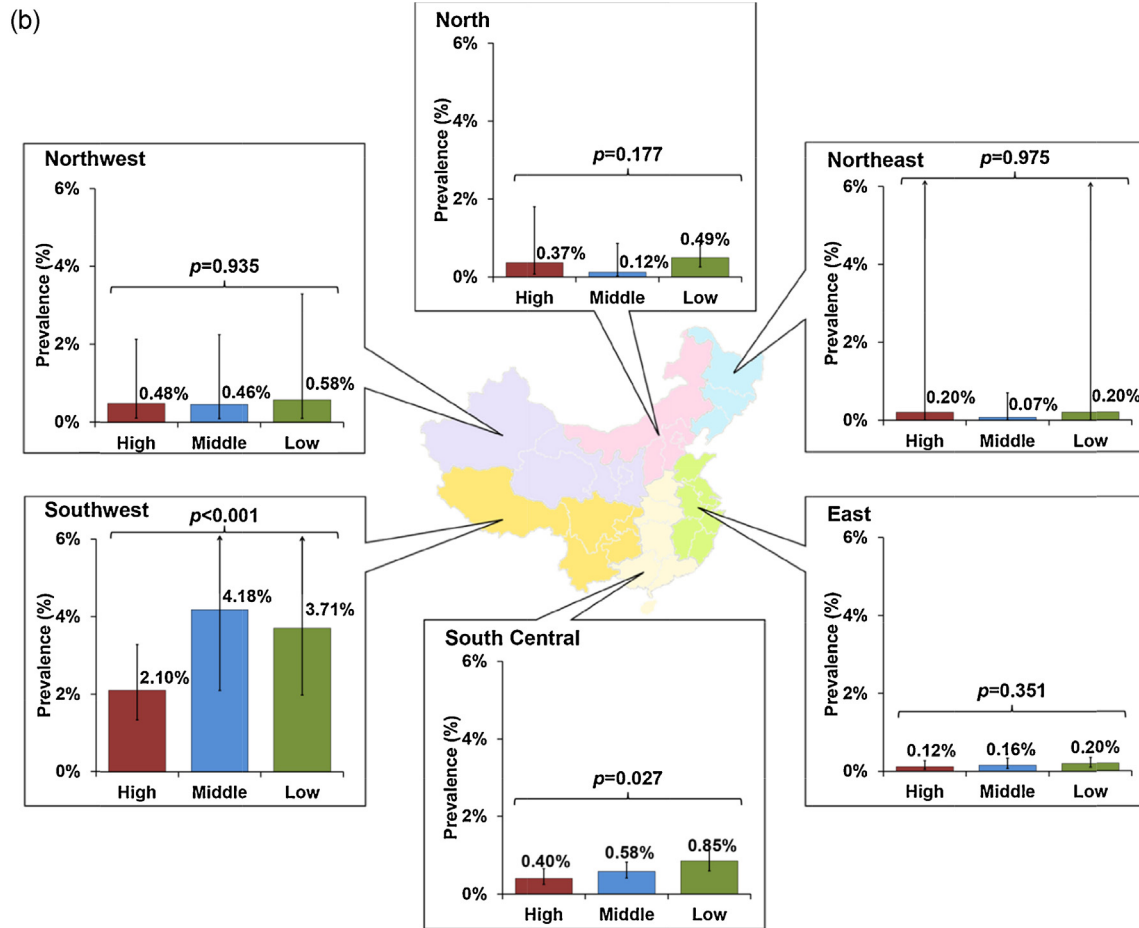 (b)
North
6%
4%
2%
0%
Prevalence (%)
p=0.177
0.37%
0.12%
0.49%
High Middle Low
Northwest
6%
4%
2%
0%
Prevalence (%)
p=0.935
0.48%
0.46%
0.58%
High Middle Low
Northeast
6%
4%
2%
0%
Prevalence (%)
p=0.975
0.20%
0.07%
0.20%
High Middle Low
Southwest
6%
4%
2%
0%
Prevalence (%)
p<0.001
2.10%
4.18%
3.71%
High Middle Low
East
6%
4%
2%
0%
Prevalence (%)
p=0.351
0.12%
0.16%
0.20%
High Middle Low
South Central
6%
4%
2%
0%
Prevalence (%)
p=0.027
0.40%
0.58%
0.85%
High Middle Low